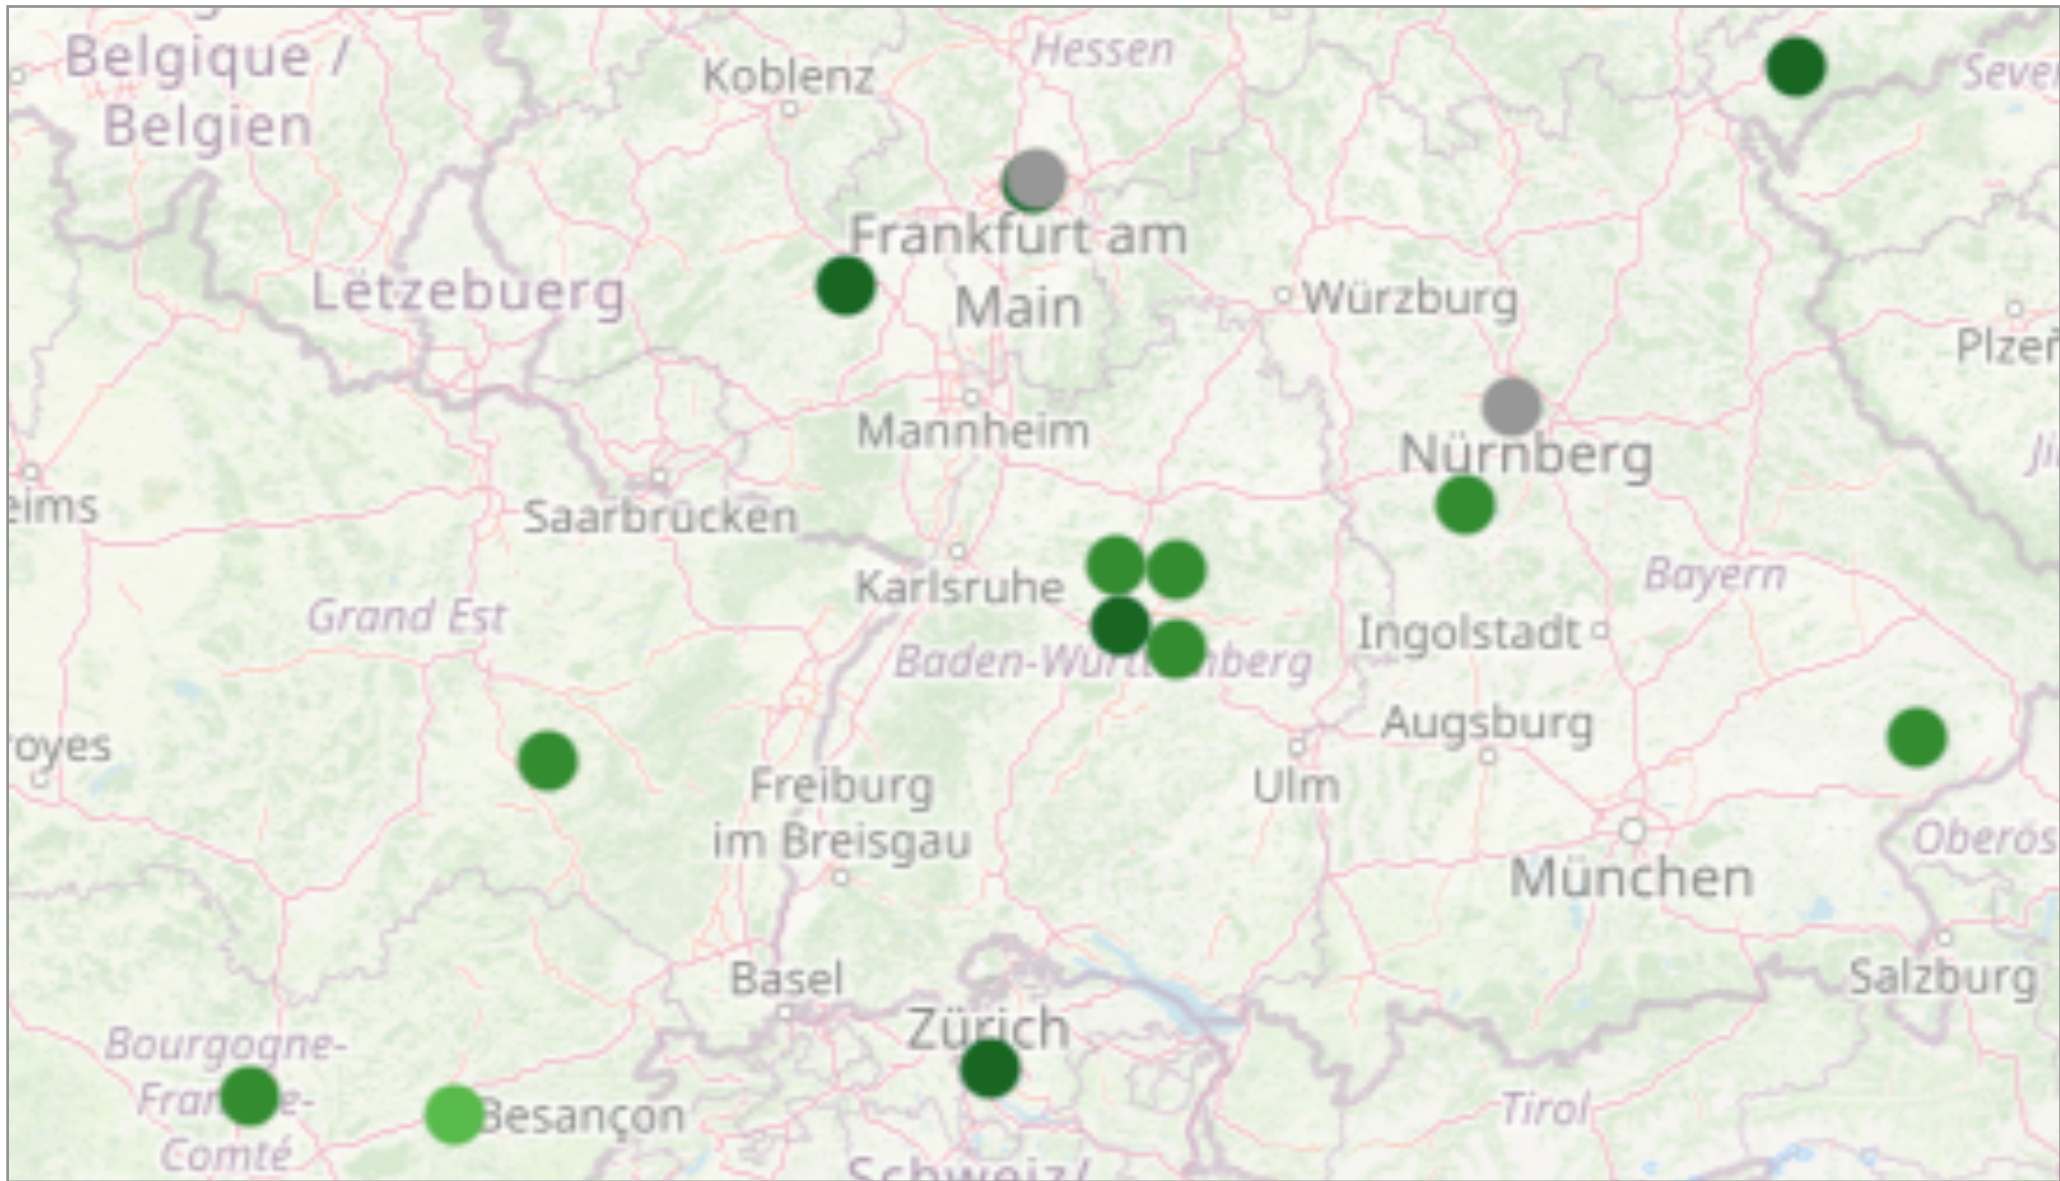 Belgique /
Belgien
Koblenz
Hessen
Frankfurt am
Main
Lëtzebuerg
Würzburg
Mannheim
Nürnberg
Saarbrücken
Karlsruhe
Bayern
Grand Est
Ingolstadt
Augsburg
Ulm
Freiburg
im Breisgau
München
Salzburg
Basel
Zürich
Bourgogne-
Comté
Besançon
Tirol